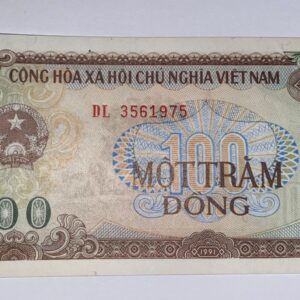 CỘNG HÒA XÃ HỘI CHỦ NGHĨA VIỆT NAM
DL 3561975
100
MỘT TRĂM
ĐỒNG
00
1991